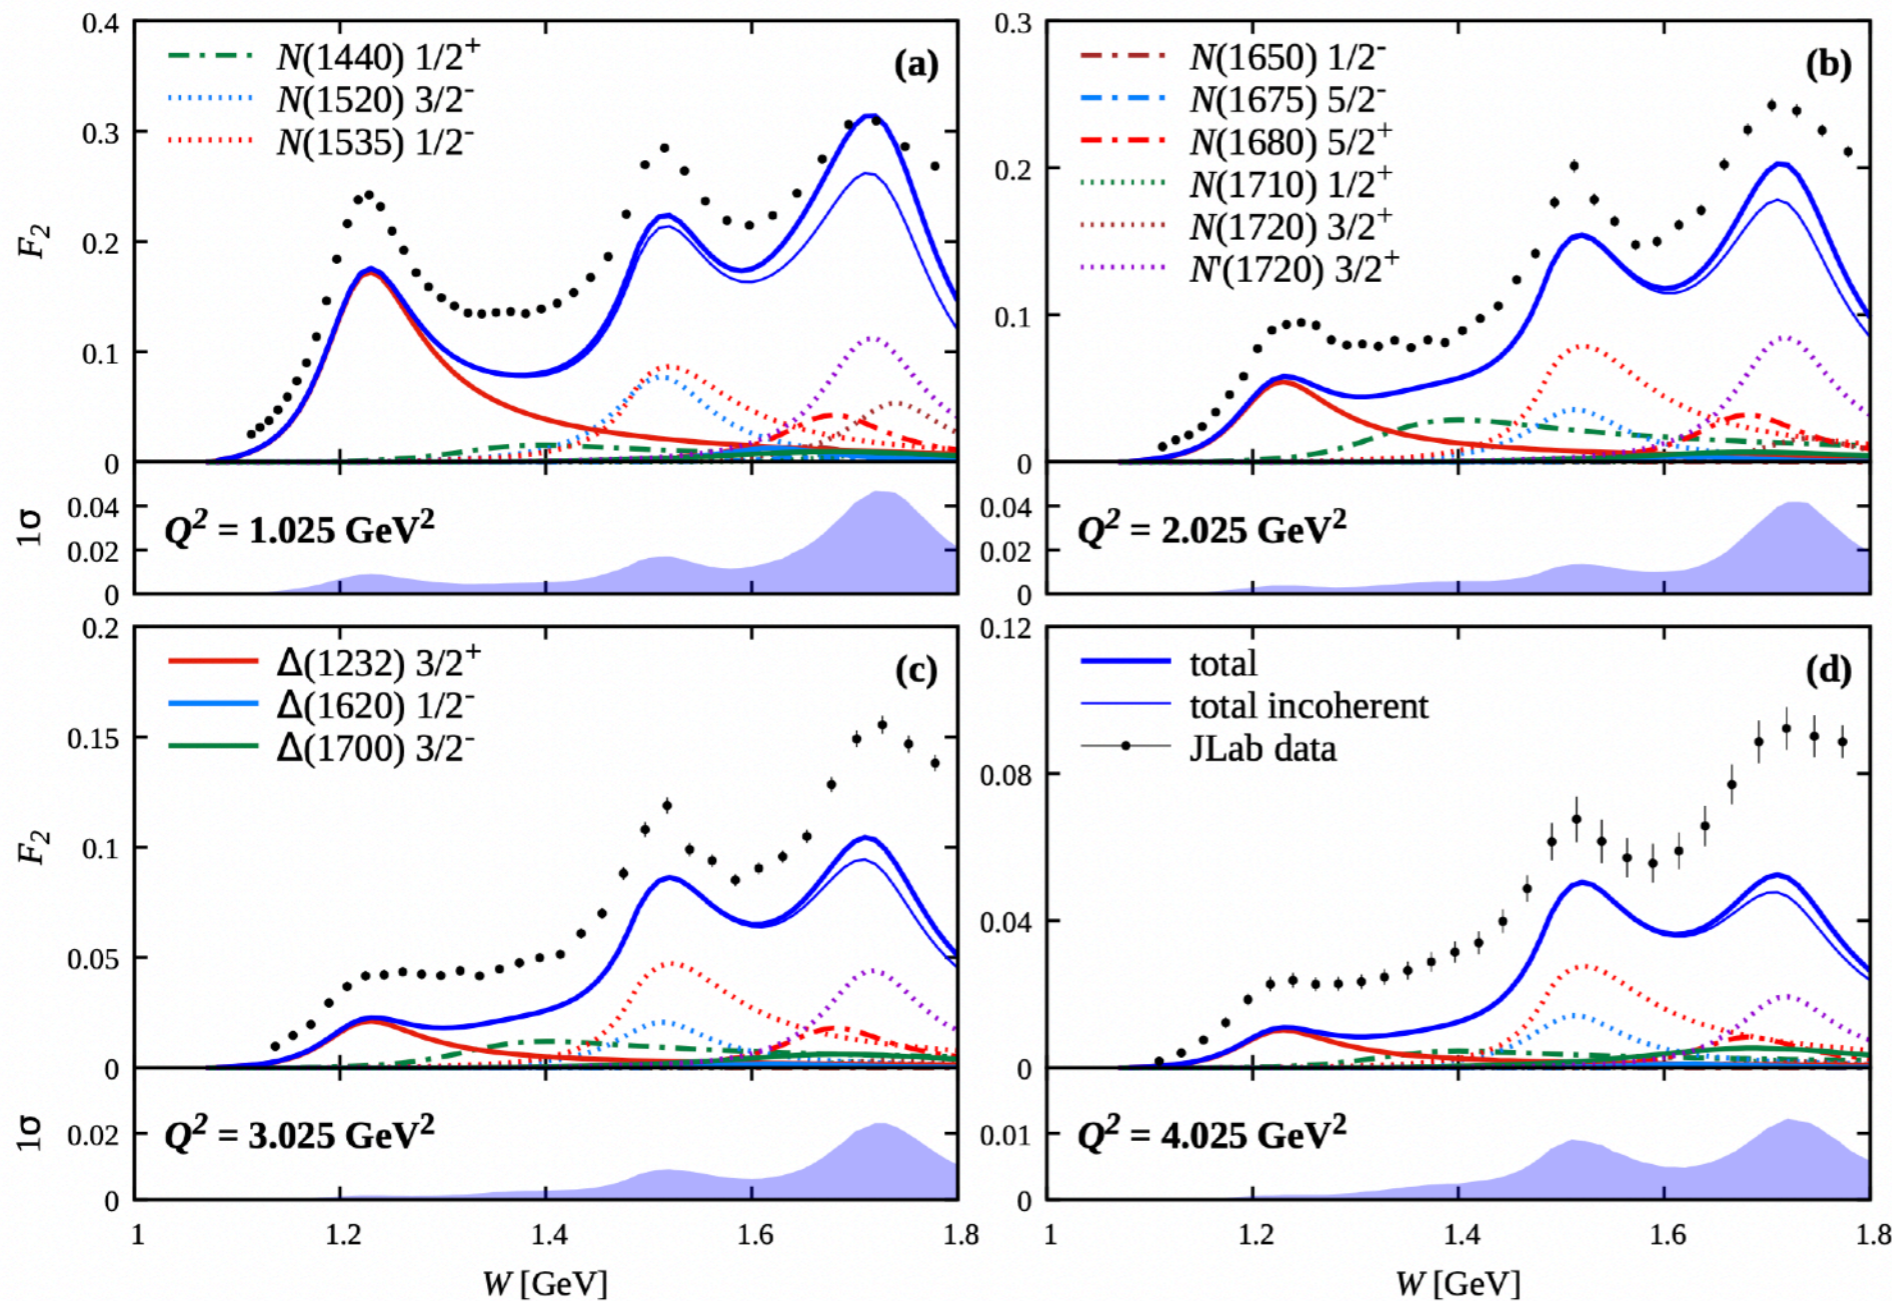 0.4
N(1440) 1/2+
(a)
N(1520) 3/2-
0.3
N(1535) 1/2-
F2
0.2
0.1
0
1σ
0.04
Q2 = 1.025 GeV2
0.02
0
0.3
N(1650) 1/2-
(b)
N(1675) 5/2-
N(1680) 5/2+
0.2
N(1710) 1/2+
N(1720) 3/2+
N'(1720) 3/2+
0.1
0
0.04
Q2 = 2.025 GeV2
0.02
0
0.2
Δ(1232) 3/2+
(c)
Δ(1620) 1/2-
0.15
Δ(1700) 3/2-
F2
0.1
0.05
0
1σ
0.02
Q2 = 3.025 GeV2
0
1 1.2 1.4 1.6 1.8
W [GeV]
0.12
total
(d)
total incoherent
JLab data
0.08
0.04
0
0.01
Q2 = 4.025 GeV2
0
1 1.2 1.4 1.6 1.8
W [GeV]